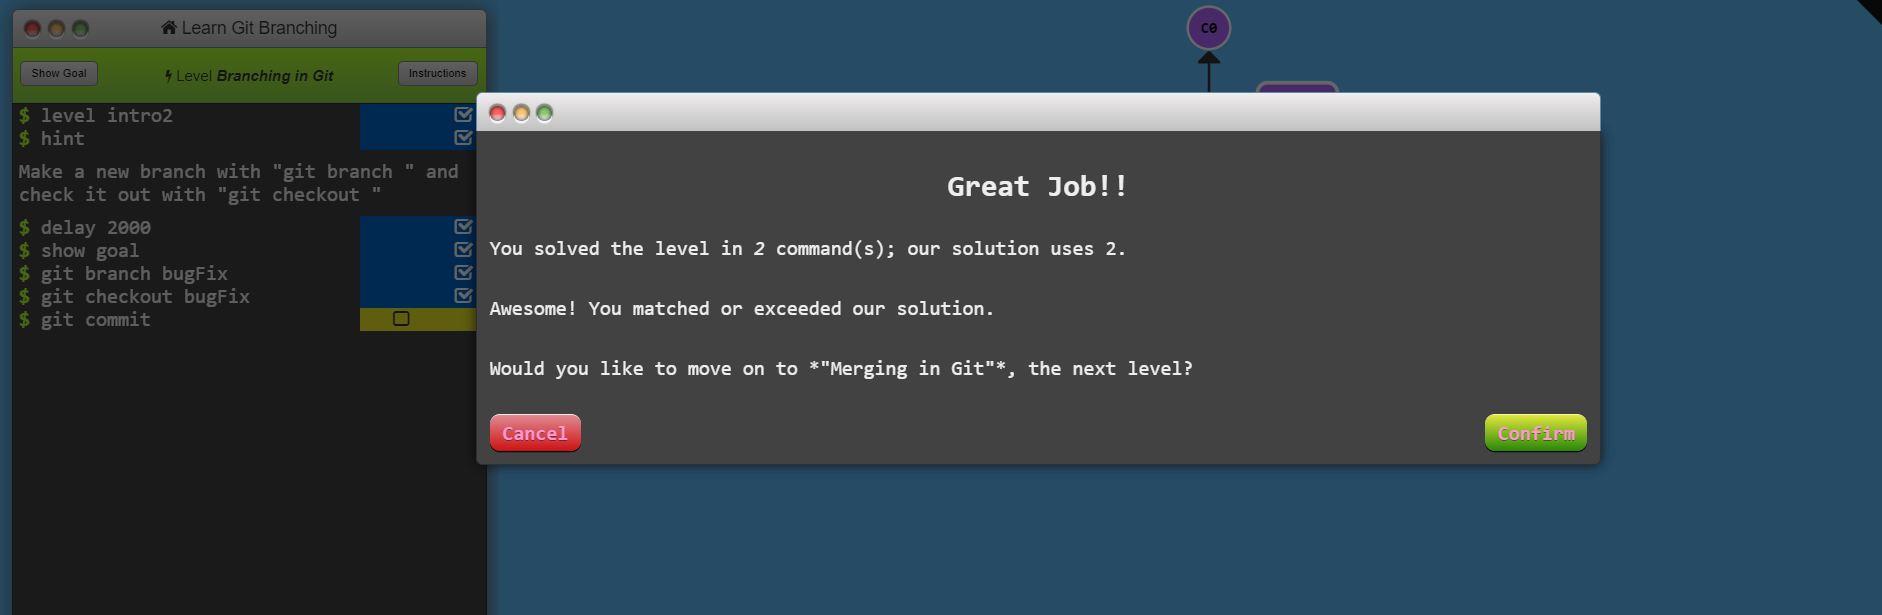 Learn Git Branching
Show Goal
Level Branching in Git
Instructions
$ level intro2
$ hint
Make a new branch with "git branch " and
check it out with "git checkout "
$ delay 2000
$ show goal
$ git branch bugFix
$ git checkout bugFix
$ git commit
C0
Great Job!!
You solved the level in 2 command(s); our solution uses 2.
Awesome! You matched or exceeded our solution.
Would you like to move on to *"Merging in Git"*, the next level?
Cancel
Confirm